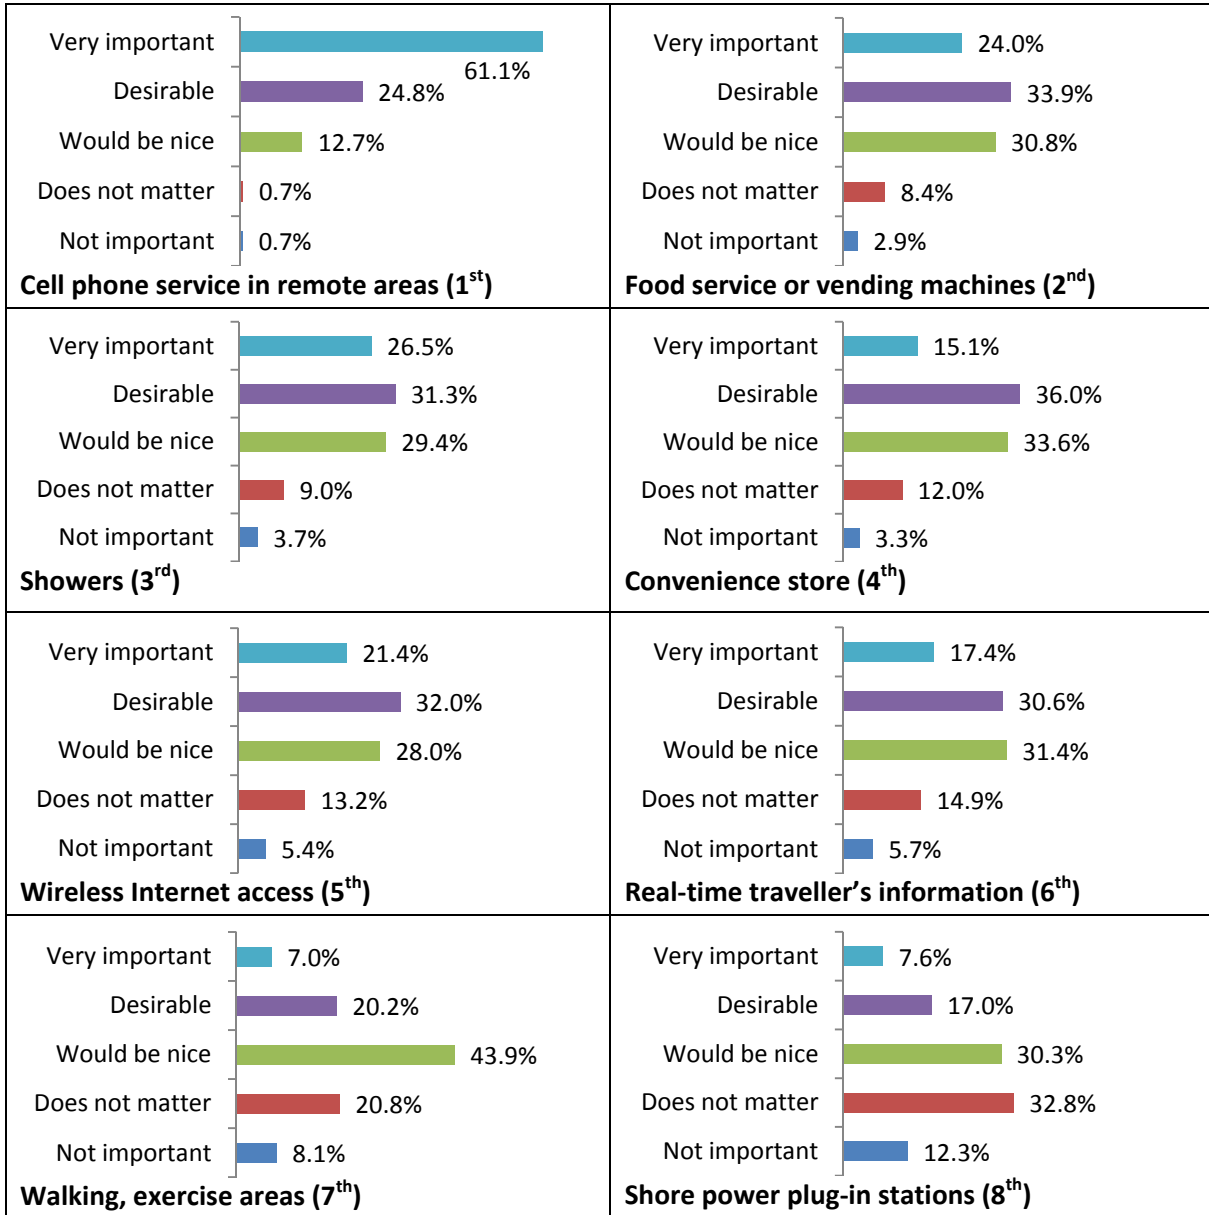 Very important 61.1%
Desirable 24.8%
Would be nice 12.7%
Does not matter 0.7%
Not important 0.7%
Cell phone service in remote areas (1st)
Very important 24.0%
Desirable 33.9%
Would be nice 30.8%
Does not matter 8.4%
Not important 2.9%
Food service or vending machines (2nd)
Very important 26.5%
Desirable 31.3%
Would be nice 29.4%
Does not matter 9.0%
Not important 3.7%
Showers (3rd)
Very important 15.1%
Desirable 36.0%
Would be nice 33.6%
Does not matter 12.0%
Not important 3.3%
Convenience store (4th)
Very important 21.4%
Desirable 32.0%
Would be nice 28.0%
Does not matter 13.2%
Not important 5.4%
Wireless Internet access (5th)
Very important 17.4%
Desirable 30.6%
Would be nice 31.4%
Does not matter 14.9%
Not important 5.7%
Real-time traveller’s information (6th)
Very important 7.0%
Desirable 20.2%
Would be nice 43.9%
Does not matter 20.8%
Not important 8.1%
Walking, exercise areas (7th)
Very important 7.6%
Desirable 17.0%
Would be nice 30.3%
Does not matter 32.8%
Not important 12.3%
Shore power plug-in stations (8th)